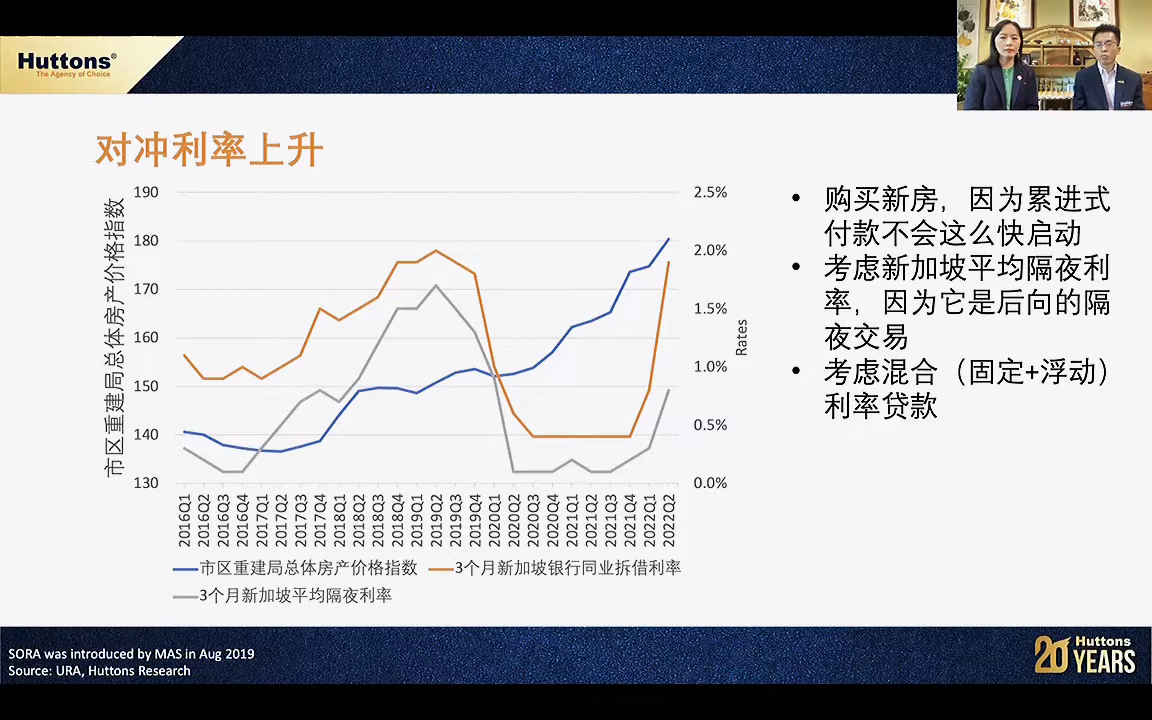 Huttons®
The Agency of Choice
对冲利率上升
190
180
170
160
150
140
130
市区重建局总体房产价格指数
2.5%
2.0%
1.5%
1.0%
0.5%
0.0%
Rates
2016Q1
2016Q2
2016Q3
2016Q4
2017Q1
2017Q2
2017Q3
2017Q4
2018Q1
2018Q2
2018Q3
2018Q4
2019Q1
2019Q2
2019Q3
2019Q4
2020Q1
2020Q2
2020Q3
2020Q4
2021Q1
2021Q2
2021Q3
2021Q4
2022Q1
2022Q2
市区重建局总体房产价格指数 3个月新加坡银行同业拆借利率
3个月新加坡平均隔夜利率
• 购买新房，因为累进式
付款不会这么快启动
• 考虑新加坡平均隔夜利
率，因为它是后向的隔
夜交易
• 考虑混合（固定+浮动）
利率贷款
SORA was introduced by MAS in Aug 2019
Source: URA, Huttons Research
Huttons
20 YEARS